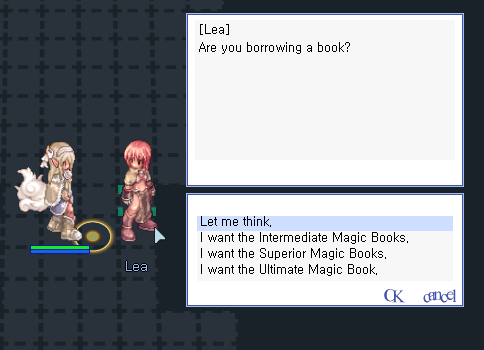 [Lea]
Are you borrowing a book?
Let me think.
I want the Intermediate Magic Books.
I want the Superior Magic Books.
I want the Ultimate Magic Book.
OK cancel
Lea